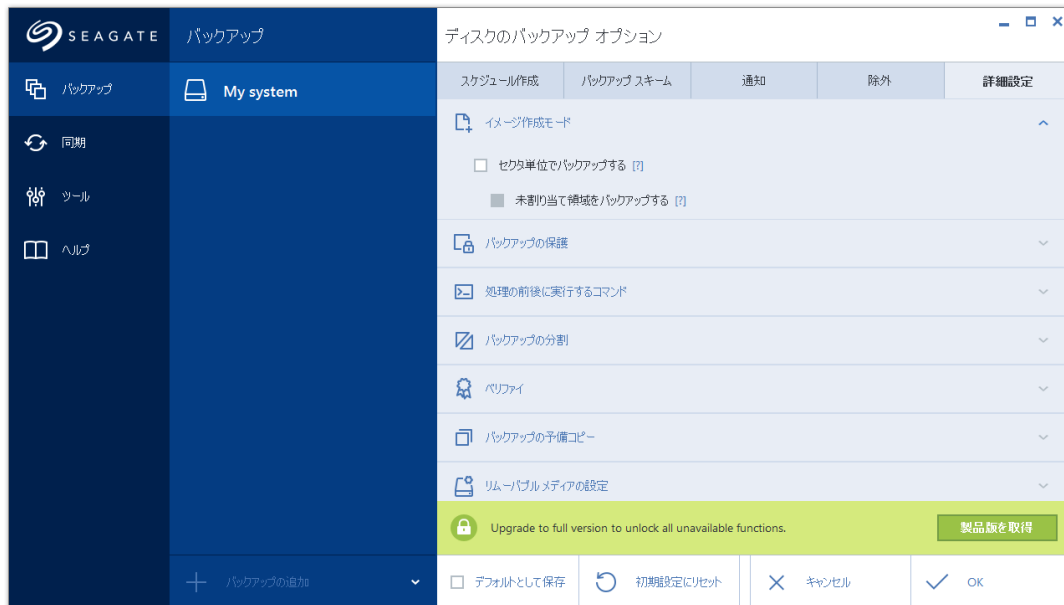 SEAGATE
バックアップ
同期
ツール
ヘルプ
バックアップ
My system
バックアップの追加
ディスクのバックアップ オプション
スケジュール作成
バックアップ スキーム
通知
除外
詳細設定
イメージ作成モード
セクタ単位でバックアップする [?]
未割り当て領域をバックアップする [?]
バックアップの保護
処理の前後に実行するコマンド
バックアップの分割
ベリファイ
バックアップの予備コピー
リムーバブル メディアの設定
Upgrade to full version to unlock all unavailable functions.
製品版を取得
デフォルトとして保存
初期設定にリセット
キャンセル
OK